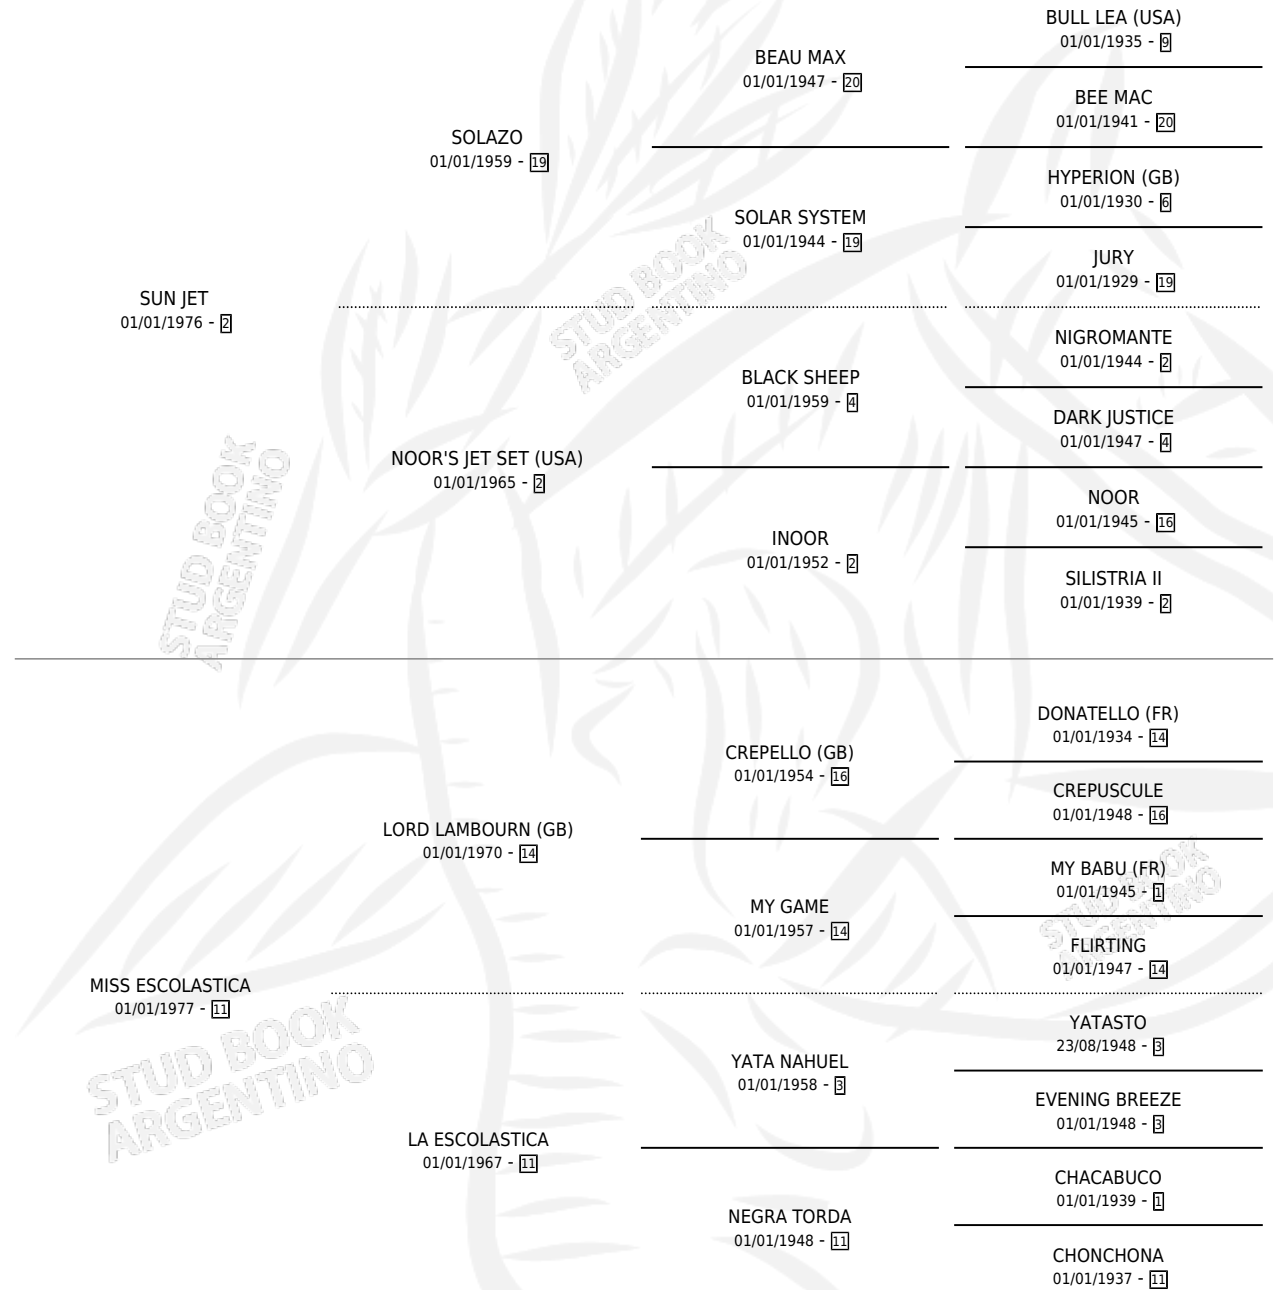 BULL LEA (USA)
01/01/1935 - 9
BEAU MAX
01/01/1947 - 20
BEE MAC
01/01/1941 - 20
SOLAZO
01/01/1959 - 19
HYPERION (GB)
01/01/1930 - 6
SOLAR SYSTEM
01/01/1944 - 19
JURY
01/01/1929 - 19
SUN JET
01/01/1976 - 2
NIGROMANTE
01/01/1944 - 2
BLACK SHEEP
01/01/1959 - 4
DARK JUSTICE
01/01/1947 - 4
NOOR'S JET SET (USA)
01/01/1965 - 2
NOOR
01/01/1945 - 16
INOOR
01/01/1952 - 2
SILISTRIA II
01/01/1939 - 2
DONATELLO (FR)
01/01/1934 - 14
CREPELLO (GB)
01/01/1954 - 16
CREPUSCULE
01/01/1948 - 16
LORD LAMBOURN (GB)
01/01/1970 - 14
MY BABU (FR)
01/01/1945 - 1
MY GAME
01/01/1957 - 14
FLIRTING
01/01/1947 - 14
MISS ESCOLASTICA
01/01/1977 - 11
YATASTO
23/08/1948 - 3
YATA NAHUEL
01/01/1958 - 3
EVENING BREEZE
01/01/1948 - 3
LA ESCOLASTICA
01/01/1967 - 11
CHACABUCO
01/01/1939 - 1
NEGRA TORDA
01/01/1948 - 11
CHONCHONA
01/01/1937 - 11
STUD BOOK
ARGENTINO
STUD BOOK
ARGENTINO
STUD BOOK
ARGENTINO
STUD BOOK
ARGENTINO